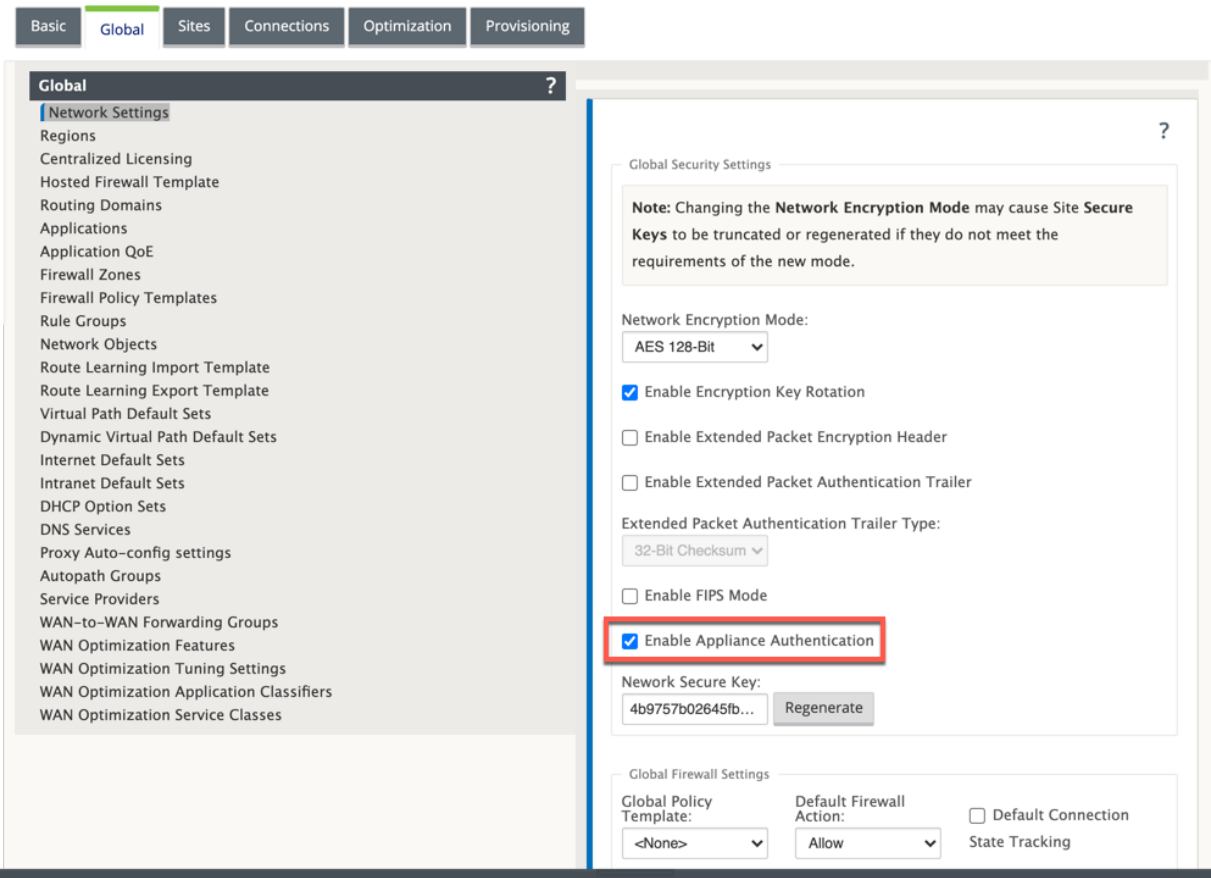 Basic
Global
Sites
Connections
Optimization
Provisioning
Global
?
Network Settings
Regions
Centralized Licensing
Hosted Firewall Template
Routing Domains
Applications
Application QoE
Firewall Zones
Firewall Policy Templates
Rule Groups
Network Objects
Route Learning Import Template
Route Learning Export Template
Virtual Path Default Sets
Dynamic Virtual Path Default Sets
Internet Default Sets
Intranet Default Sets
DHCP Option Sets
DNS Services
Proxy Auto-config settings
Autopath Groups
Service Providers
WAN-to-WAN Forwarding Groups
WAN Optimization Features
WAN Optimization Tuning Settings
WAN Optimization Application Classifiers
WAN Optimization Service Classes
?
Global Security Settings
Note: Changing the Network Encryption Mode may cause Site Secure
Keys to be truncated or regenerated if they do not meet the
requirements of the new mode.
Network Encryption Mode:
AES 128-Bit
Enable Encryption Key Rotation
Enable Extended Packet Encryption Header
Enable Extended Packet Authentication Trailer
Extended Packet Authentication Trailer Type:
32-Bit Checksum
Enable FIPS Mode
Enable Appliance Authentication
Nework Secure Key:
4b9757b02645fb...
Regenerate
Global Firewall Settings
Global Policy
Template:
<None>
Default Firewall
Action:
Allow
Default Connection
State Tracking